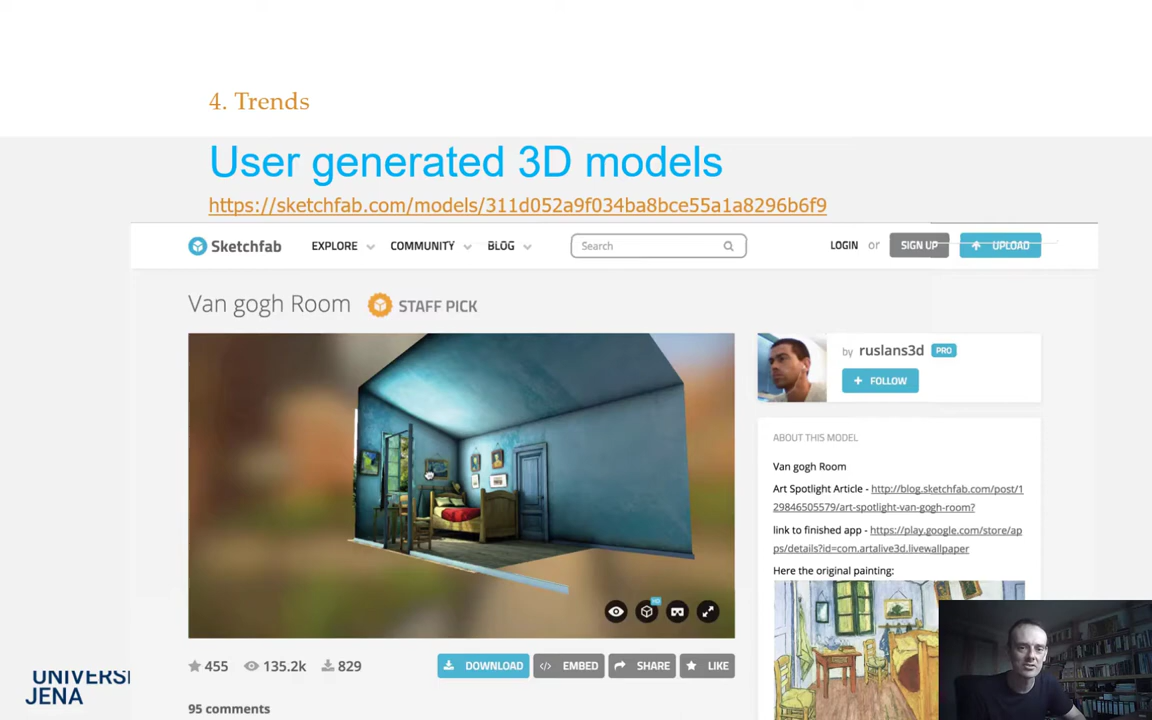 4. Trends
User generated 3D models
https://sketchfab.com/models/311d052a9f034ba8bce55a1a8296b6f9
Sketchfab EXPLORE COMMUNITY BLOG Search LOGIN or SIGN UP UPLOAD
Van gogh Room STAFF PICK
by ruslans3d PRO
+ FOLLOW
ABOUT THIS MODEL
Van gogh Room
Art Spotlight Article - http://blog.sketchfab.com/post/1
29846505579/art-spotlight-van-gogh-room?
link to finished app - https://play.google.com/store/ap
ps/details?id=com.artalive3d.livewallpaper
Here the original painting:
455 135.2k 829 DOWNLOAD </> EMBED SHARE LIKE
95 comments
UNIVERSI
JENA